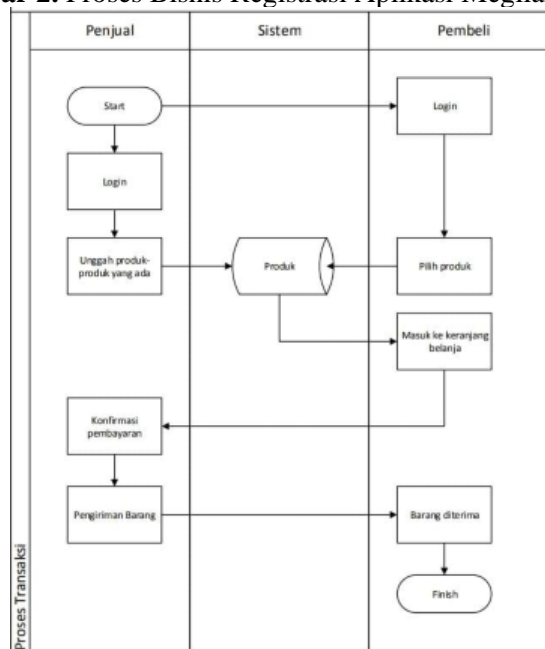 2. Proses Bisnis Registrasi Aplikasi
Penjual
Sistem
Pembeli
Start
Login
Login
Unggah produk-
produk yang ada
Produk
Pilih produk
Masuk ke keranjang
belanja
Konfirmasi
pembayaran
Pengiriman Barang
Barang diterima
Finish
Proses Transaksi